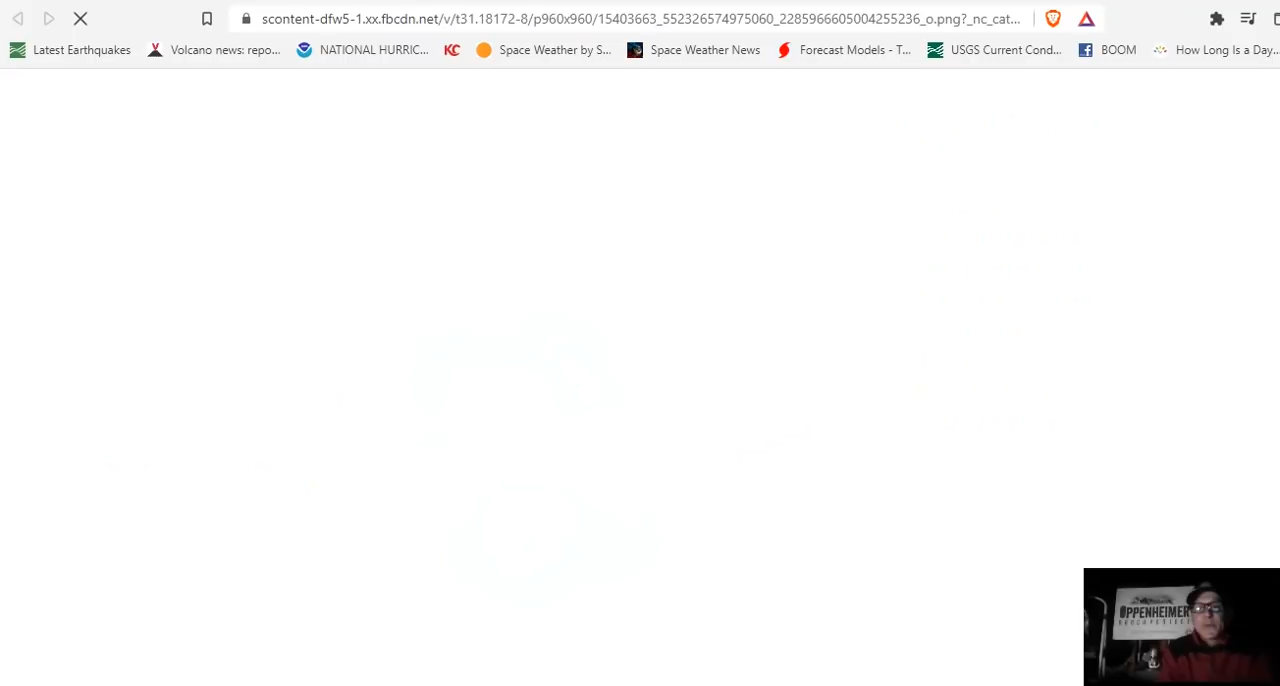 scontent-dfw5-1.xx.fbcdn.net/v/t31.18172-8/p960x960/15403663_552326574975060_2285966605004255236_o.png?_nc_cat...
Latest Earthquakes Volcano news: repo... NATIONAL HURRIC... KC Space Weather by S... Space Weather News Forecast Models - T... USGS Current Cond... BOOM How Long Is a Day...
OPPENHEIMER